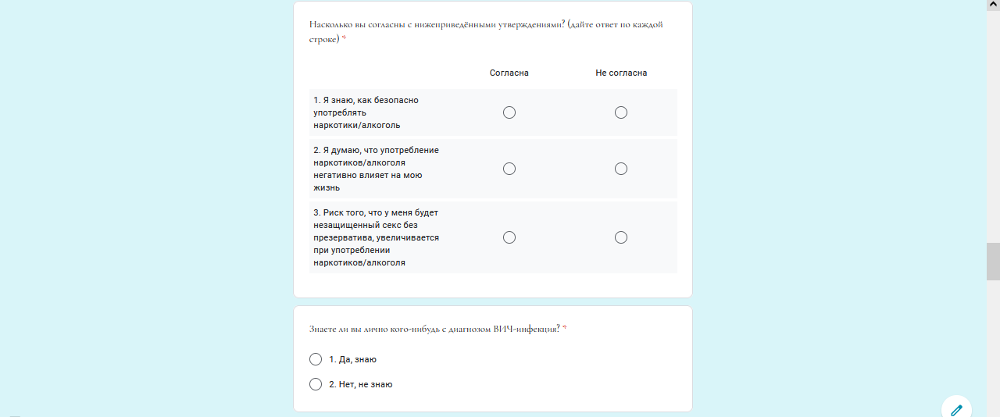 Насколько вы согласны с нижеприведёнными утверждениями? (дайте ответ по каждой
строке) *
Согласна
Не согласна
1. Я знаю, как безопасно
употреблять
наркотики/алкоголь
2. Я думаю, что употребление
наркотиков/алкоголя
негативно влияет на мою
жизнь
3. Риск того, что у меня будет
незащищенный секс без
презерватива, увеличивается
при употреблении
наркотиков/алкоголя
Знаете ли вы лично кого-нибудь с диагнозом ВИЧ-инфекция? *
1. Да, знаю
2. Нет, не знаю